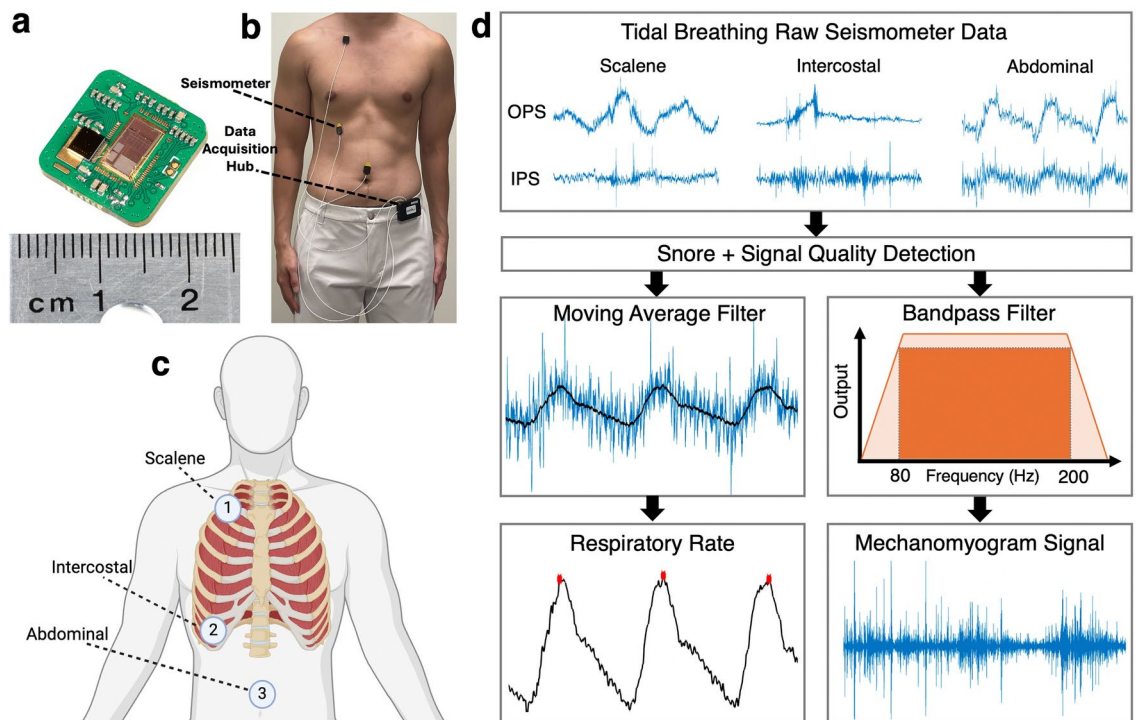 a
b
Seismometer
Data
Acquisition
Hub
cm 1 2
c
Scalene
Intercostal
Abdominal
1
2
3
d
Tidal Breathing Raw Seismometer Data
Scalene Intercostal Abdominal
OPS
IPS
Snore + Signal Quality Detection
Moving Average Filter
Bandpass Filter
Output
80 Frequency (Hz) 200
Respiratory Rate
Mechanomyogram Signal